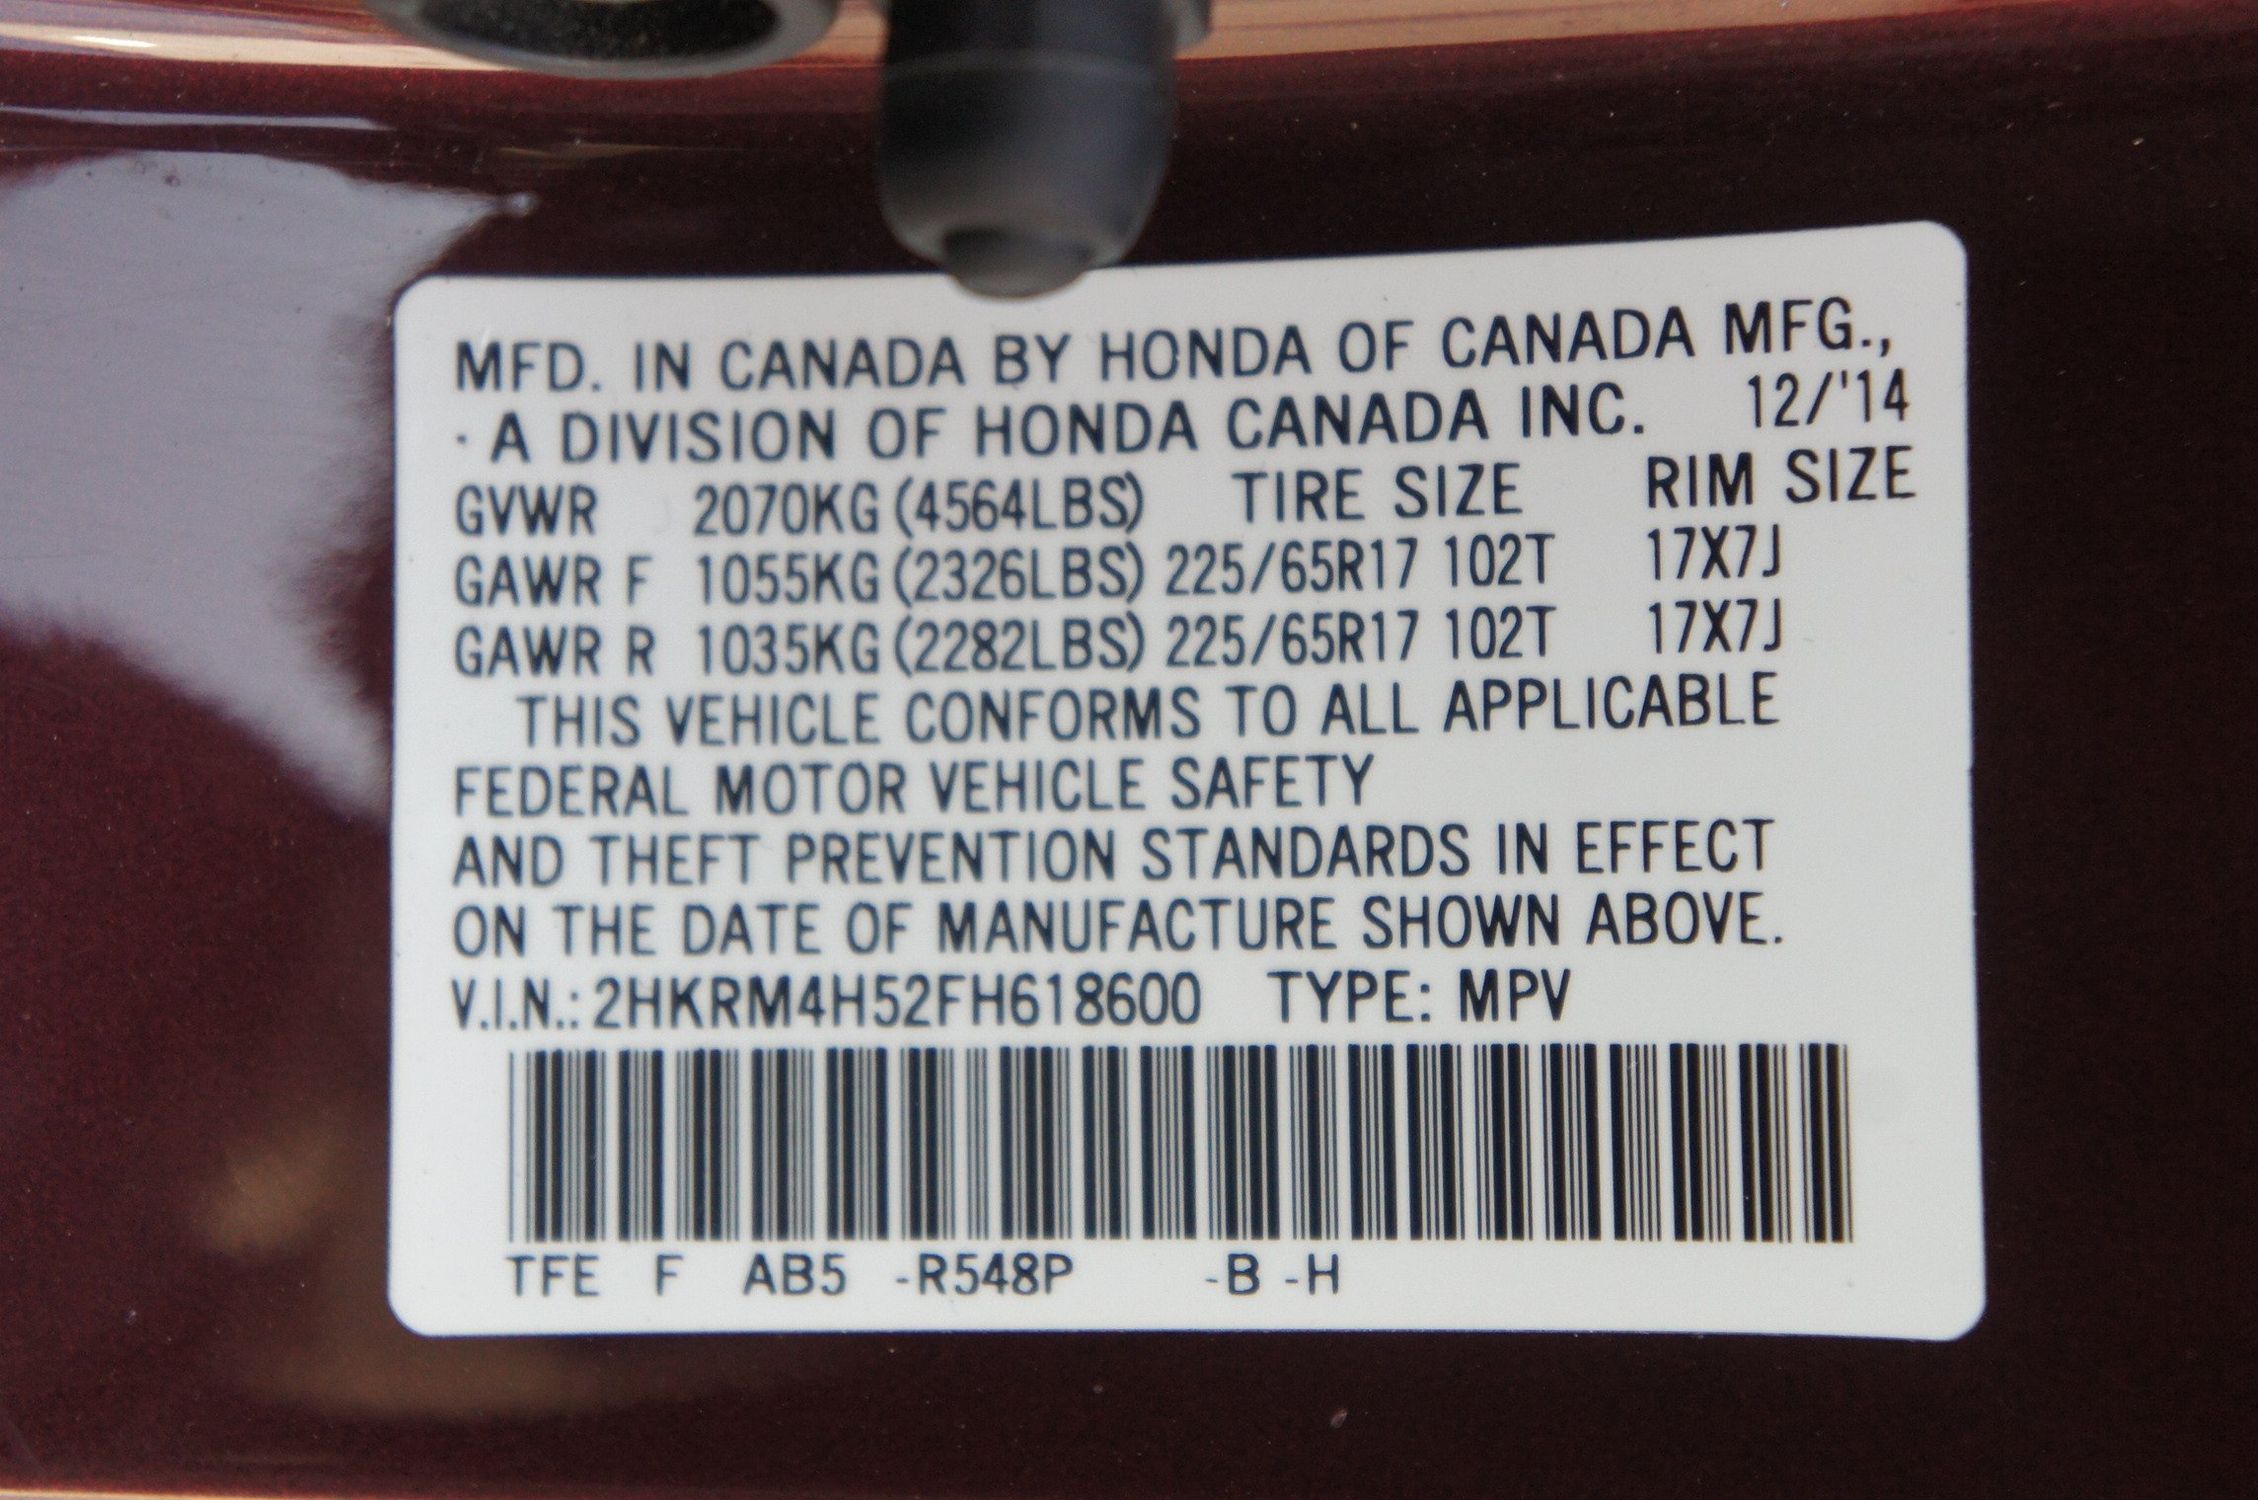 MFD. IN CANADA BY HONDA OF CANADA MFG.,
· A DIVISION OF HONDA CANADA INC. 12/'14
GVWR 2070KG (4564LBS) TIRE SIZE RIM SIZE
GAWR F 1055KG (2326LBS) 225/65R17 102T 17X7J
GAWR R 1035KG (2282LBS) 225/65R17 102T 17X7J
THIS VEHICLE CONFORMS TO ALL APPLICABLE
FEDERAL MOTOR VEHICLE SAFETY
AND THEFT PREVENTION STANDARDS IN EFFECT
ON THE DATE OF MANUFACTURE SHOWN ABOVE.
V.I.N.: 2HKRM4H52FH618600 TYPE: MPV
TFE F AB5 -R548P -B -H